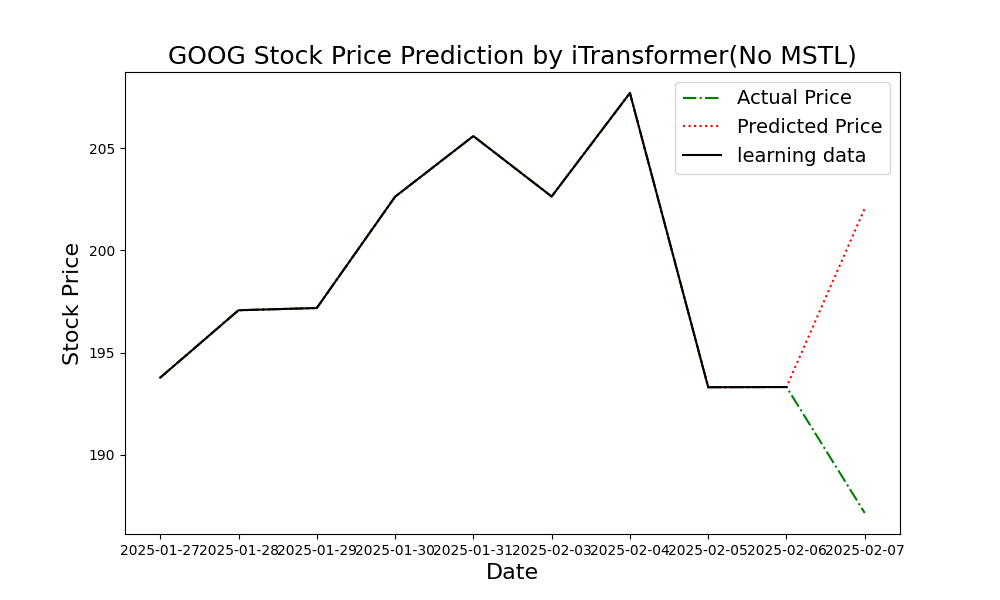 GOOG Stock Price Prediction by iTransformer(No MSTL)
Actual Price
Predicted Price
learning data
Stock Price
205
200
195
190
2025-01-27 2025-01-28 2025-01-29 2025-01-30 2025-01-31 2025-02-03 2025-02-04 2025-02-05 2025-02-06 2025-02-07
Date